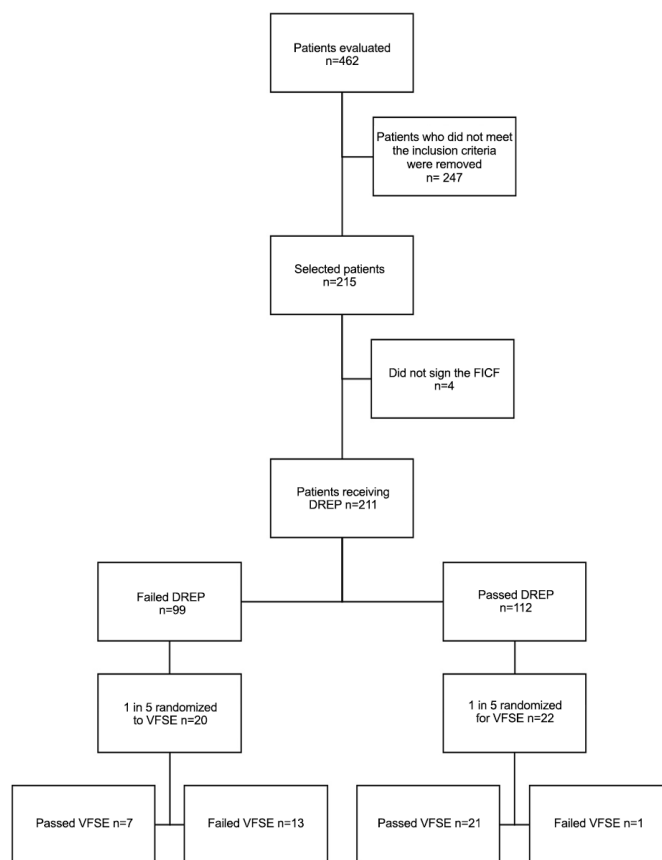 Patients evaluated
n=462
Patients who did not meet
the inclusion criteria
were removed
n= 247
Selected patients
n=215
Did not sign the FICF
n=4
Patients receiving
DREP n=211
Failed DREP
n=99
Passed DREP
n=112
1 in 5 randomized
to VFSE n=20
1 in 5 randomized
for VFSE n=22
Passed VFSE n=7
Failed VFSE n=13
Passed VFSE n=21
Failed VFSE n=1